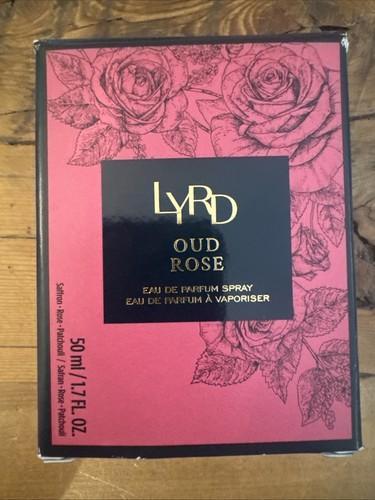 LYRD
OUD
ROSE
EAU DE PARFUM SPRAY
EAU DE PARFUM À VAPORISER
50 ml / 1.7 FL. OZ.
Saffron • Rose • Patchouli / Safran • Rose • Patchouli